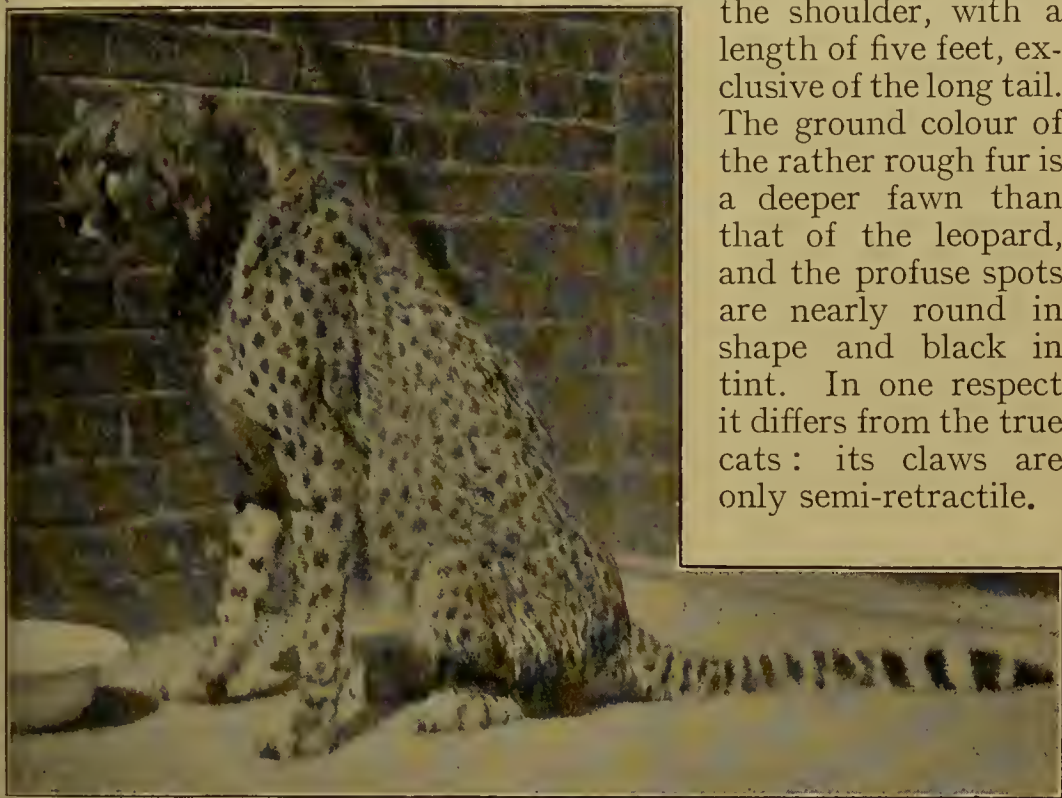 the shoulder, with a
length of five feet, ex-
clusive of the long tail.
The ground colour of
the rather rough fur is
a deeper fawn than
that of the leopard,
and the profuse spots
are nearly round in
shape and black in
tint. In one respect
it differs from the true
cats : its claws are
only semi-retractile.